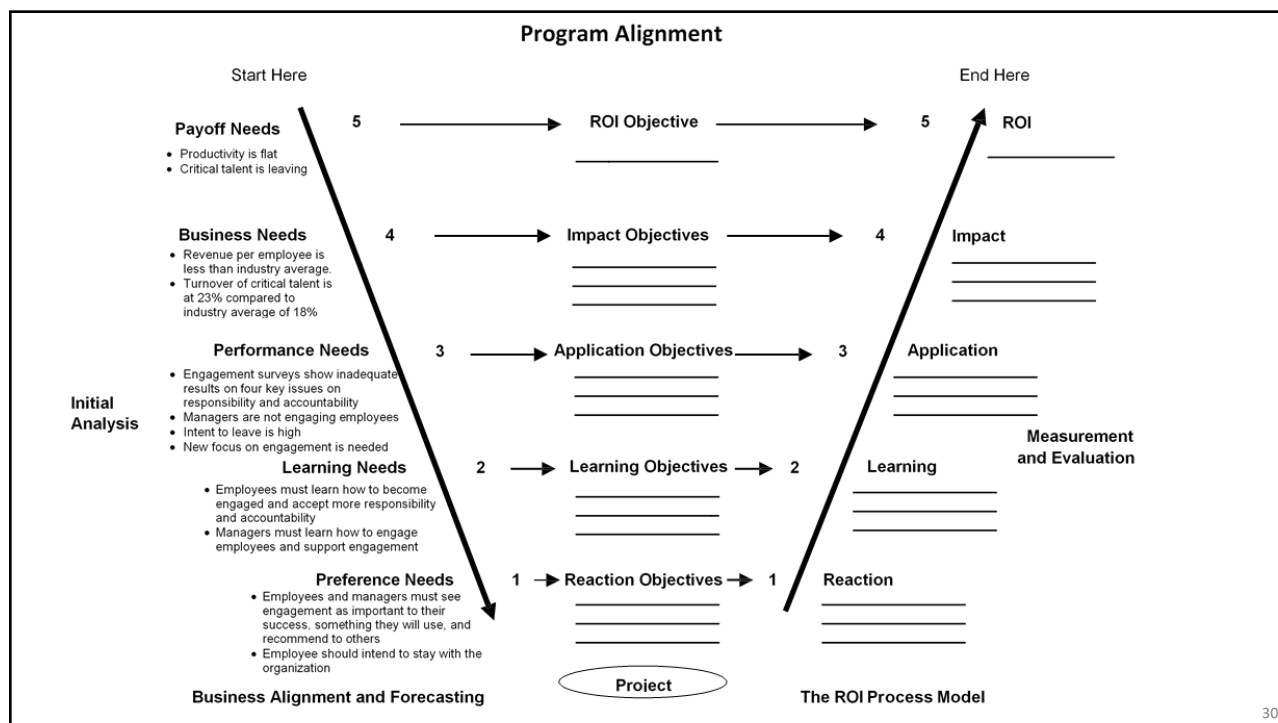 Program Alignment
Start Here
End Here
Payoff Needs
5
ROI Objective
5
ROI
• Productivity is flat
• Critical talent is leaving
Business Needs
4
Impact Objectives
4
Impact
• Revenue per employee is
less than industry average.
• Turnover of critical talent is
at 23% compared to
industry average of 18%
Performance Needs
3
Application Objectives
3
Application
• Engagement surveys show inadequate
results on four key issues on
responsibility and accountability
• Managers are not engaging employees
• Intent to leave is high
• New focus on engagement is needed
Initial
Analysis
Measurement
and Evaluation
Learning Needs
2
Learning Objectives
2
Learning
• Employees must learn how to become
engaged and accept more responsibility
and accountability
• Managers must learn how to engage
employees and support engagement
Preference Needs
1
Reaction Objectives
1
Reaction
• Employees and managers must see
engagement as important to their
success, something they will use, and
recommend to others
• Employee should intend to stay with the
organization
Project
Business Alignment and Forecasting
The ROI Process Model
30